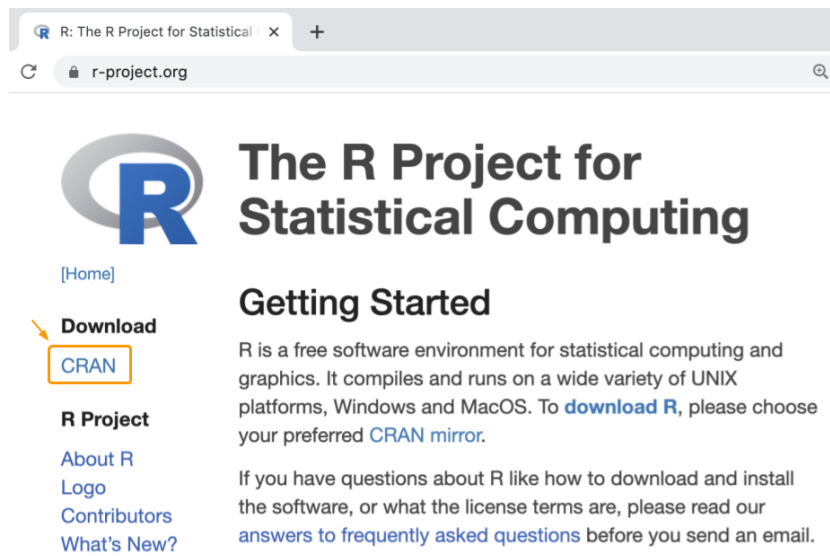 R: The R Project for Statistical
r-project.org
R
The R Project for
Statistical Computing
[Home]
Download
CRAN
R Project
About R
Logo
Contributors
What's New?
Getting Started
R is a free software environment for statistical computing and
graphics. It compiles and runs on a wide variety of UNIX
platforms, Windows and MacOS. To download R, please choose
your preferred CRAN mirror.
If you have questions about R like how to download and install
the software, or what the license terms are, please read our
answers to frequently asked questions before you send an email.